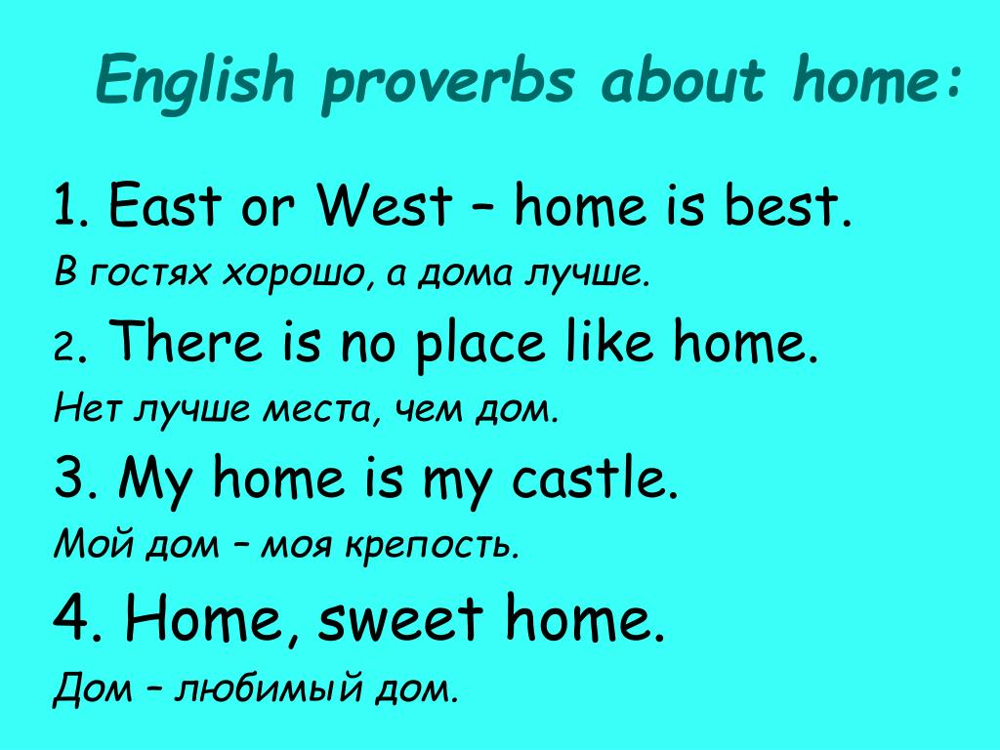 English proverbs about home:
1. East or West – home is best.
В гостях хорошо, а дома лучше.
2. There is no place like home.
Нет лучше места, чем дом.
3. My home is my castle.
Мой дом – моя крепость.
4. Home, sweet home.
Дом – любимый дом.